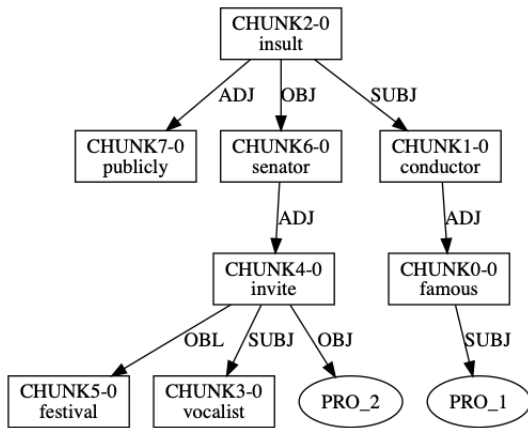 CHUNK2-0
insult
ADJ OBJ SUBJ
CHUNK7-0 CHUNK6-0 CHUNK1-0
publicly senator conductor
ADJ ADJ
CHUNK4-0 CHUNK0-0
invite famous
OBL SUBJ OBJ SUBJ
CHUNK5-0 CHUNK3-0 PRO_2 PRO_1
festival vocalist